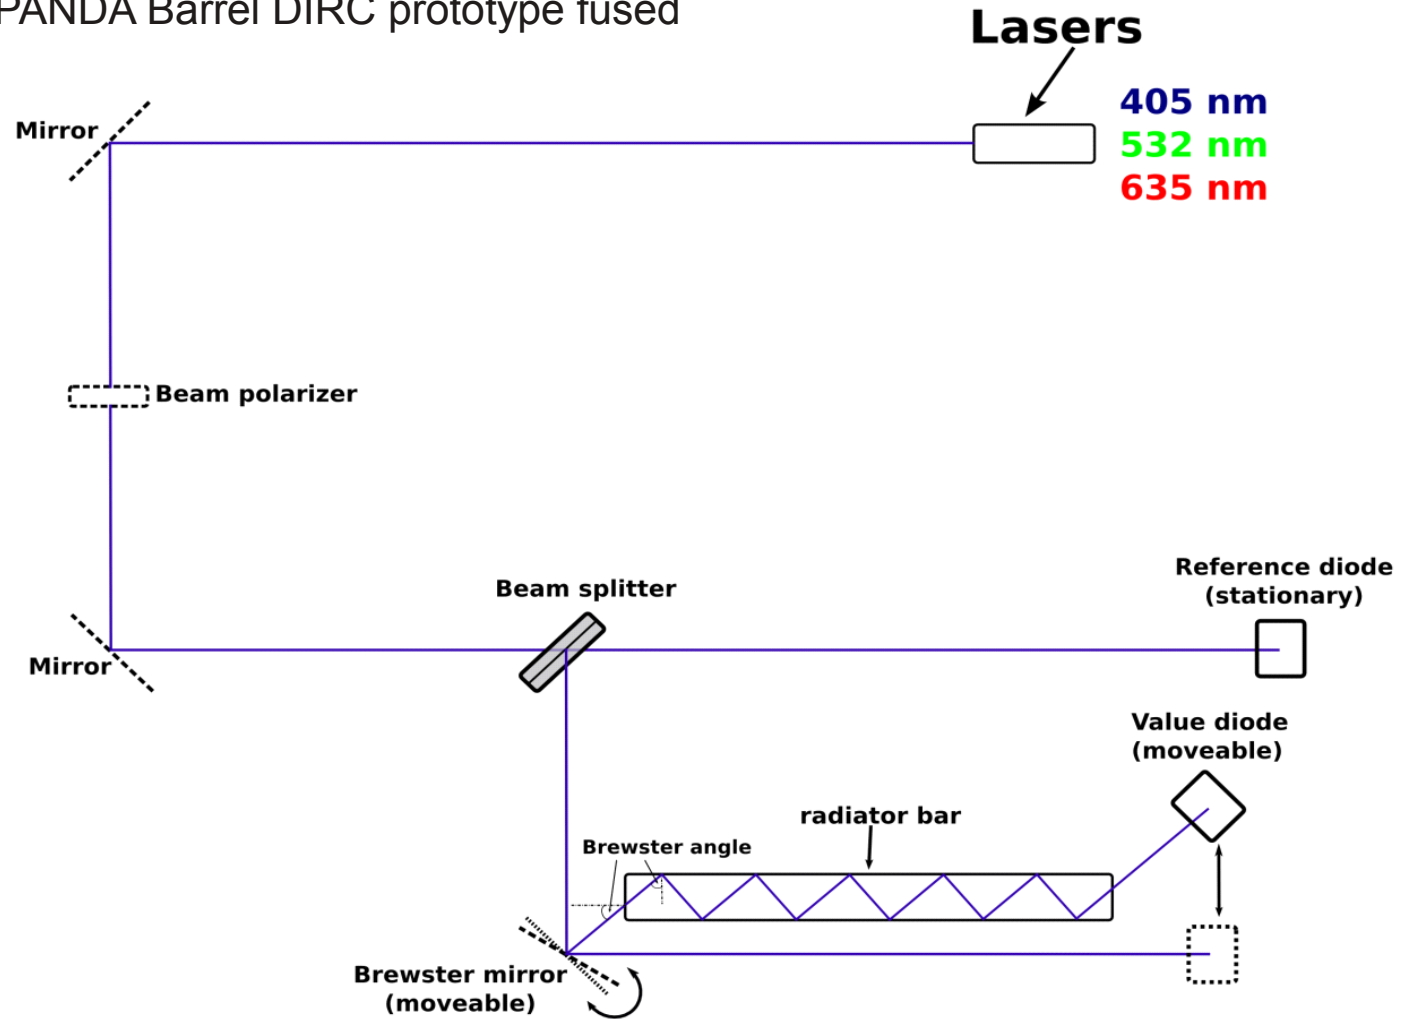 PANDA Barrel DIRC prototype fused
Lasers
405 nm
532 nm
635 nm
Mirror
Beam polarizer
Beam splitter
Reference diode
(stationary)
Mirror
Value diode
(moveable)
radiator bar
Brewster angle
Brewster mirror
(moveable)